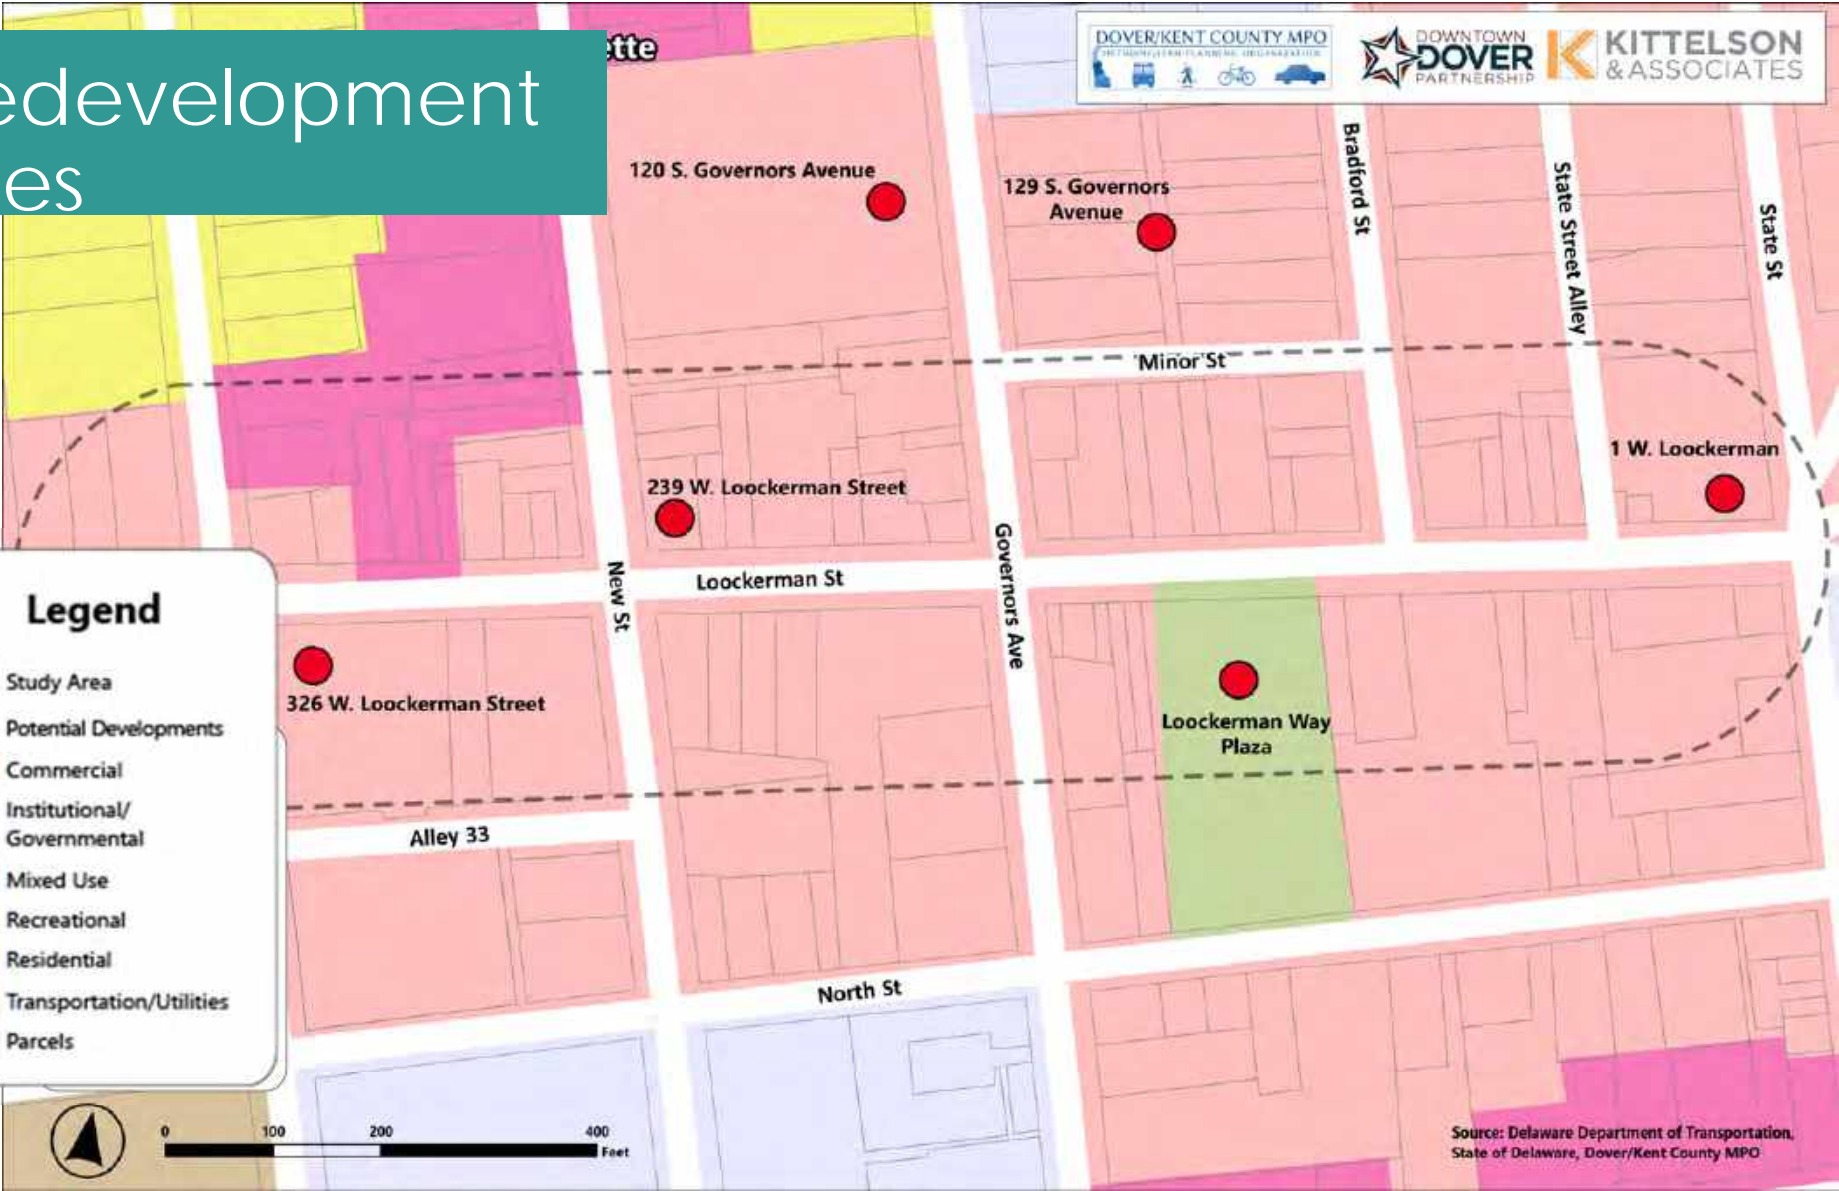 edevelopment
es
tte
DOVER/KENT COUNTY MPO
METROPOLITAN PLANNING ORGANIZATION
DOWNTOWN
DOVER
PARTNERSHIP
KITTELSON
& ASSOCIATES
120 S. Governors Avenue
129 S. Governors
Avenue
Bradford St
State Street Alley
State St
Minor St
1 W. Loockerman
239 W. Loockerman Street
Loockerman St
New St
Governors Ave
326 W. Loockerman Street
Loockerman Way
Plaza
Alley 33
North St
Legend
Study Area
Potential Developments
Commercial
Institutional/
Governmental
Mixed Use
Recreational
Residential
Transportation/Utilities
Parcels
0 100 200 400
Feet
Source: Delaware Department of Transportation,
State of Delaware, Dover/Kent County MPO